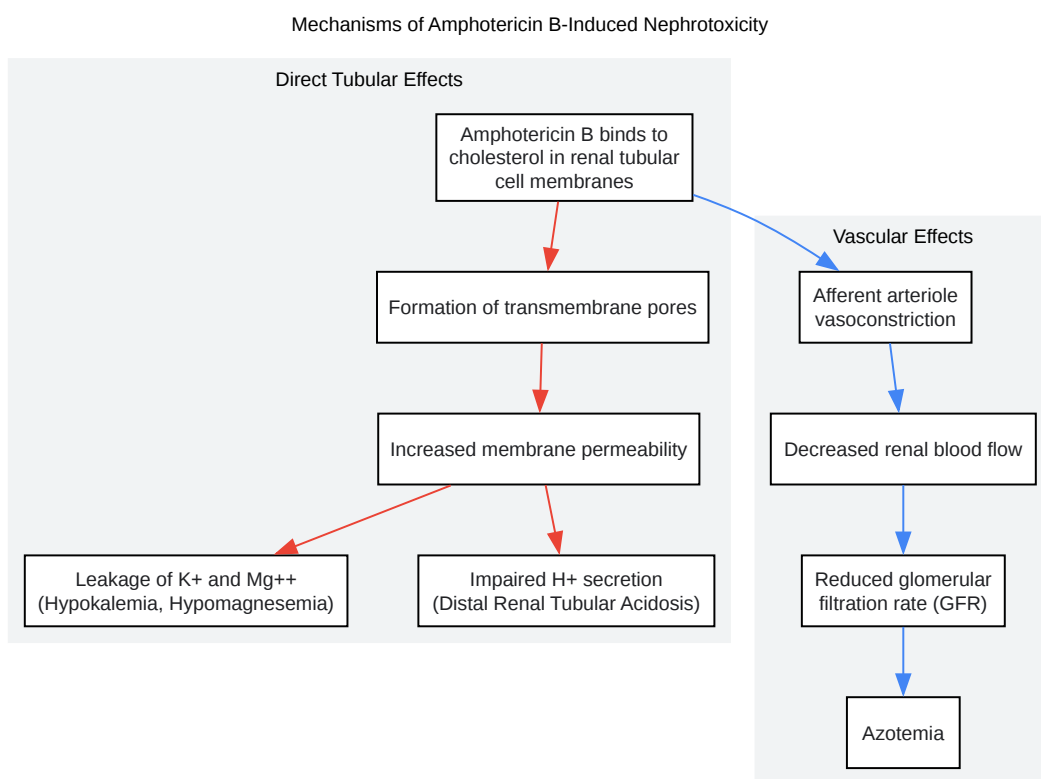 Mechanisms of Amphotericin B-Induced Nephrotoxicity
Direct Tubular Effects
Amphotericin B binds to
cholesterol in renal tubular
cell membranes
Formation of transmembrane pores
Increased membrane permeability
Leakage of K+ and Mg++
(Hypokalemia, Hypomagnesemia)
Impaired H+ secretion
(Distal Renal Tubular Acidosis)
Vascular Effects
Afferent arteriole
vasoconstriction
Decreased renal blood flow
Reduced glomerular
filtration rate (GFR)
Azotemia